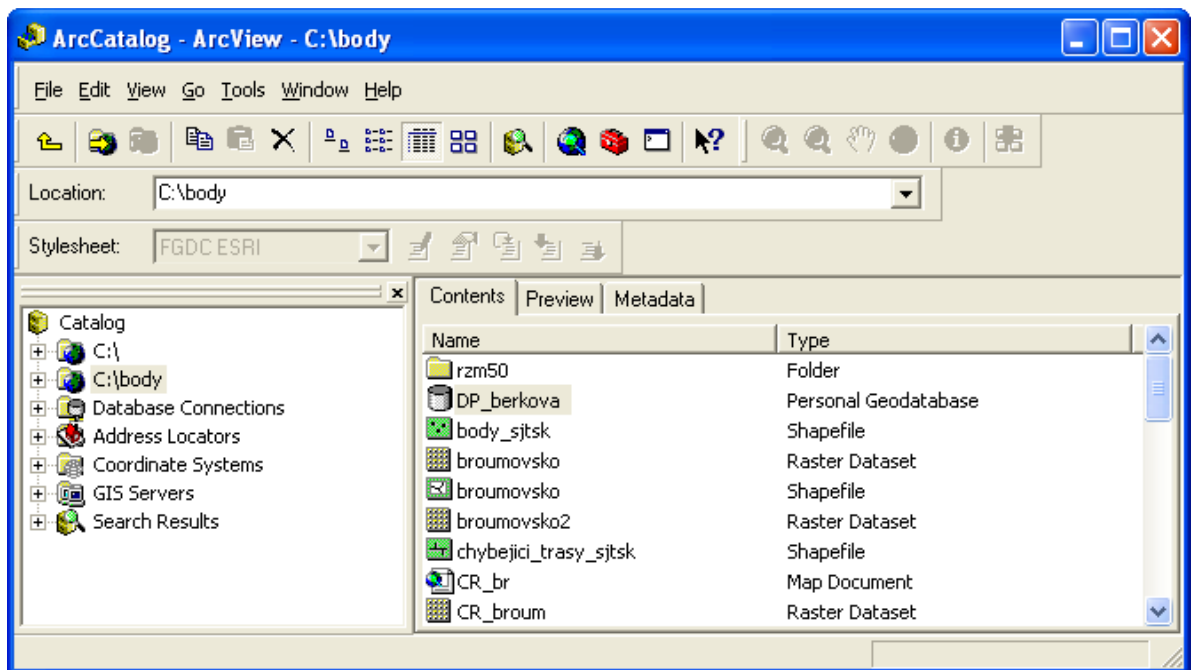 ArcCatalog - ArcView - C:\body
File Edit View Go Tools Window Help
Location: C:\body
Stylesheet: FGDC ESRI
Contents Preview Metadata
Catalog
C:\
C:\body
Database Connections
Address Locators
Coordinate Systems
GIS Servers
Search Results
Name Type
rzm50 Folder
DP_berkova Personal Geodatabase
body_sjtsk Shapefile
broumovsko Raster Dataset
broumovsko Shapefile
broumovsko2 Raster Dataset
chybejici_trasy_sjtsk Shapefile
CR_br Map Document
CR_broum Raster Dataset